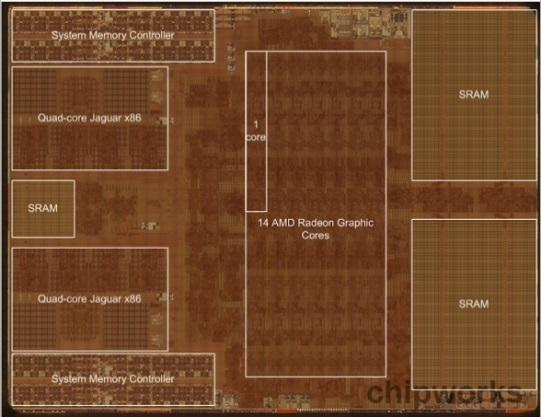 System Memory Controller
Quad-core Jaguar x86
SRAM
Quad-core Jaguar x86
System Memory Controller
1
core
14 AMD Radeon Graphic
Cores
SRAM
SRAM
chipworks